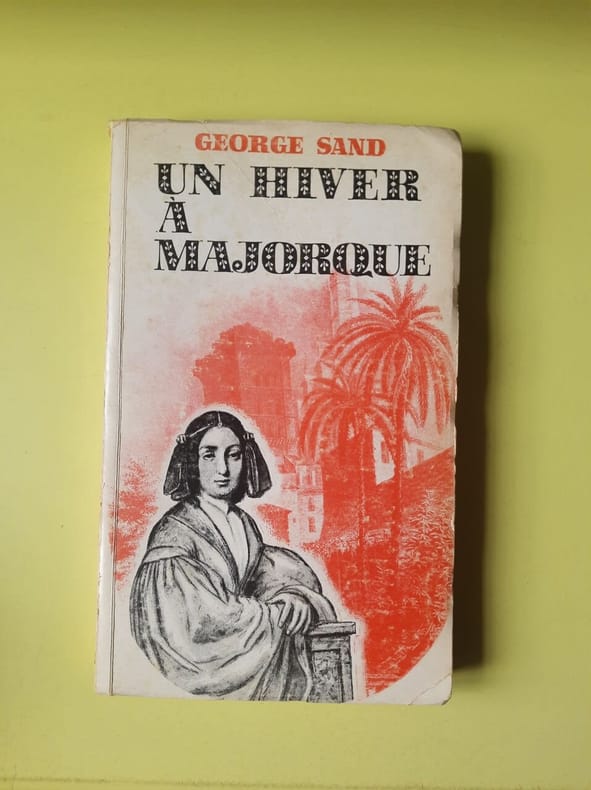 GEORGE SAND
UN HIVER
À
MAJORQUE